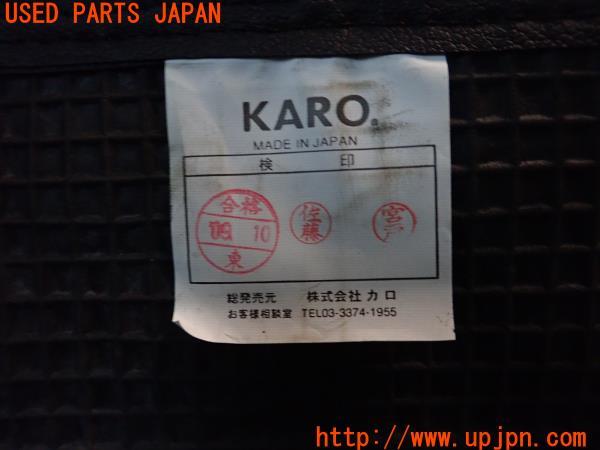 USED PARTS JAPAN
KARO®
MADE IN JAPAN
検 印
合格
'09. 10
東
佐藤
総発売元 株式会社 カロ
お客様相談室 TEL03-3374-1955
http://www.upjpn.com/